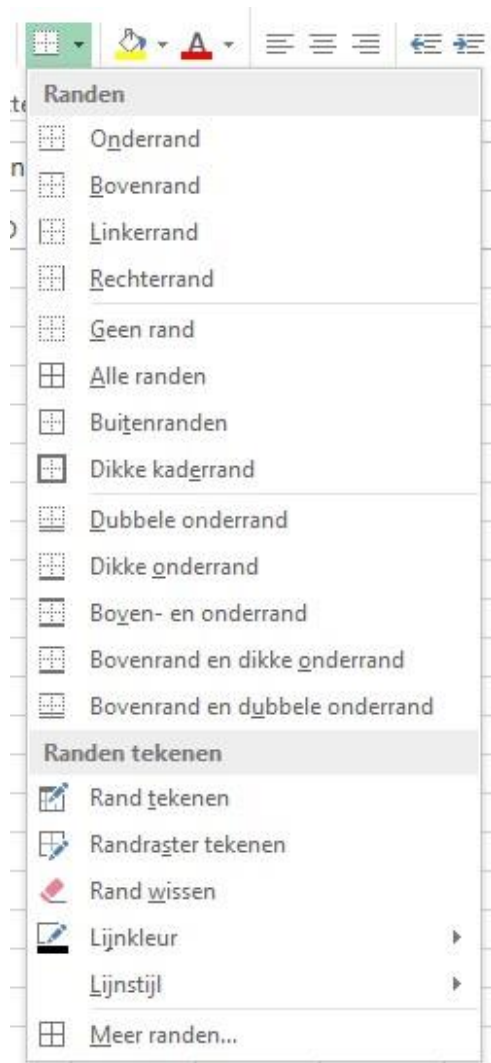 A
Randen
Onderrand
Bovenrand
Linkerrand
Rechterrand
Geen rand
Alle randen
Buitenranden
Dikke kaderrand
Dubbele onderrand
Dikke onderrand
Boven- en onderrand
Bovenrand en dikke onderrand
Bovenrand en dubbele onderrand
Randen tekenen
Rand tekenen
Randraster tekenen
Rand wissen
Lijnkleur
Lijnstijl
Meer randen...